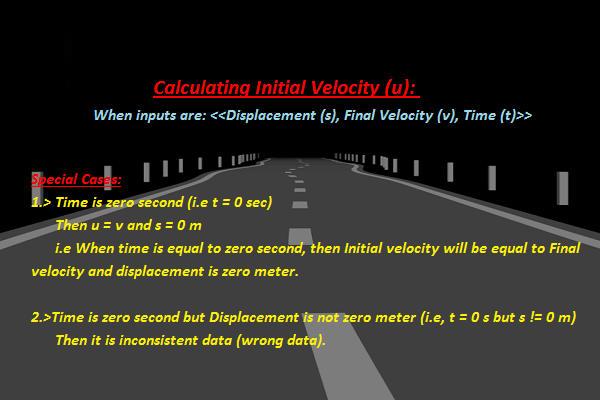 Calculating Initial Velocity (u):
When inputs are: <<Displacement (s), Final Velocity (v), Time (t)>>
Special Cases:
1.> Time is zero second (i.e t = 0 sec)
Then u = v and s = 0 m
i.e When time is equal to zero second, then Initial velocity will be equal to Final
velocity and displacement is zero meter.
2.>Time is zero second but Displacement is not zero meter (i.e, t = 0 s but s != 0 m)
Then it is inconsistent data (wrong data).